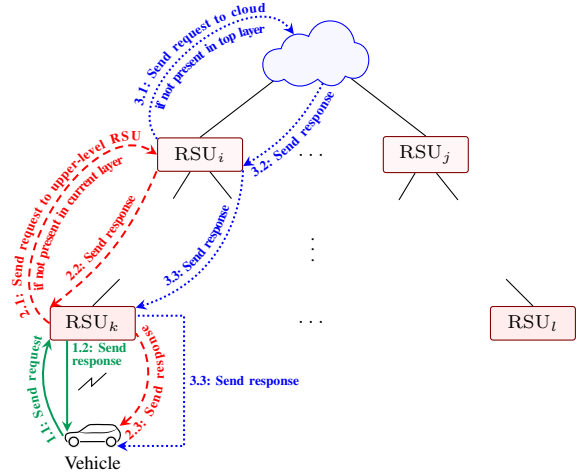 3.1: Send request to cloud
if not present in top layer
RSU_i
. . .
RSU_j
3.2: Send response
2.1: Send request to upper-level RSU
if not present in current layer
2.2: Send response
3.3: Send response
RSU_k
. . .
RSU_l
1.1: Send request
1.2: Send
response
2.3: Send response
3.3: Send response
Vehicle